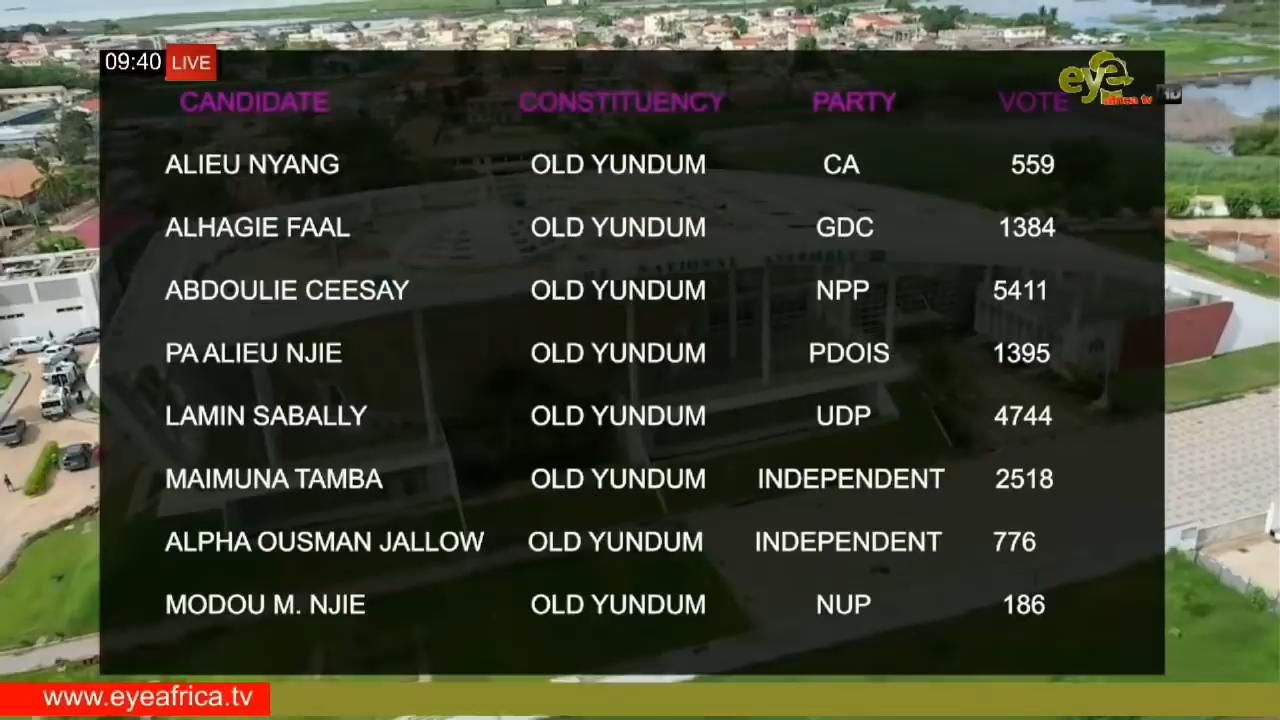 09:40 LIVE
eye africa tv HD
CANDIDATE CONSTITUENCY PARTY VOTE
ALIEU NYANG OLD YUNDUM CA 559
ALHAGIE FAAL OLD YUNDUM GDC 1384
ABDOULIE CEESAY OLD YUNDUM NPP 5411
PA ALIEU NJIE OLD YUNDUM PDOIS 1395
LAMIN SABALLY OLD YUNDUM UDP 4744
MAIMUNA TAMBA OLD YUNDUM INDEPENDENT 2518
ALPHA OUSMAN JALLOW OLD YUNDUM INDEPENDENT 776
MODOU M. NJIE OLD YUNDUM NUP 186
www.eyeafrica.tv